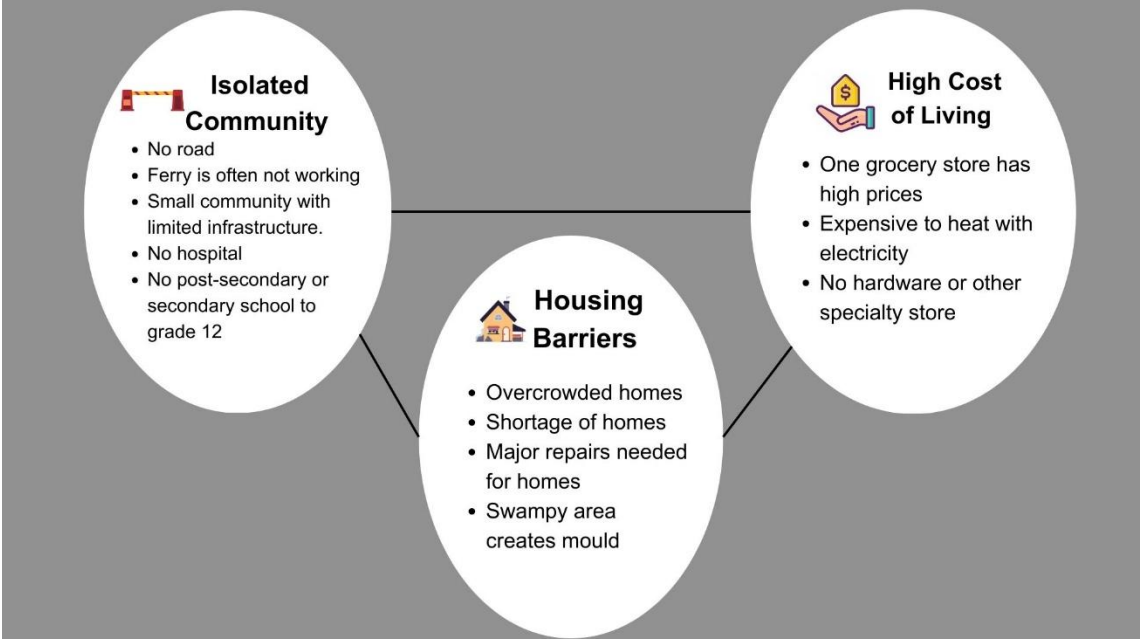 Isolated
Community
• No road
• Ferry is often not working
• Small community with
limited infrastructure.
• No hospital
• No post-secondary or
secondary school to
grade 12
Housing
Barriers
• Overcrowded homes
• Shortage of homes
• Major repairs needed
for homes
• Swampy area
creates mould
$
High Cost
of Living
• One grocery store has
high prices
• Expensive to heat with
electricity
• No hardware or other
specialty store